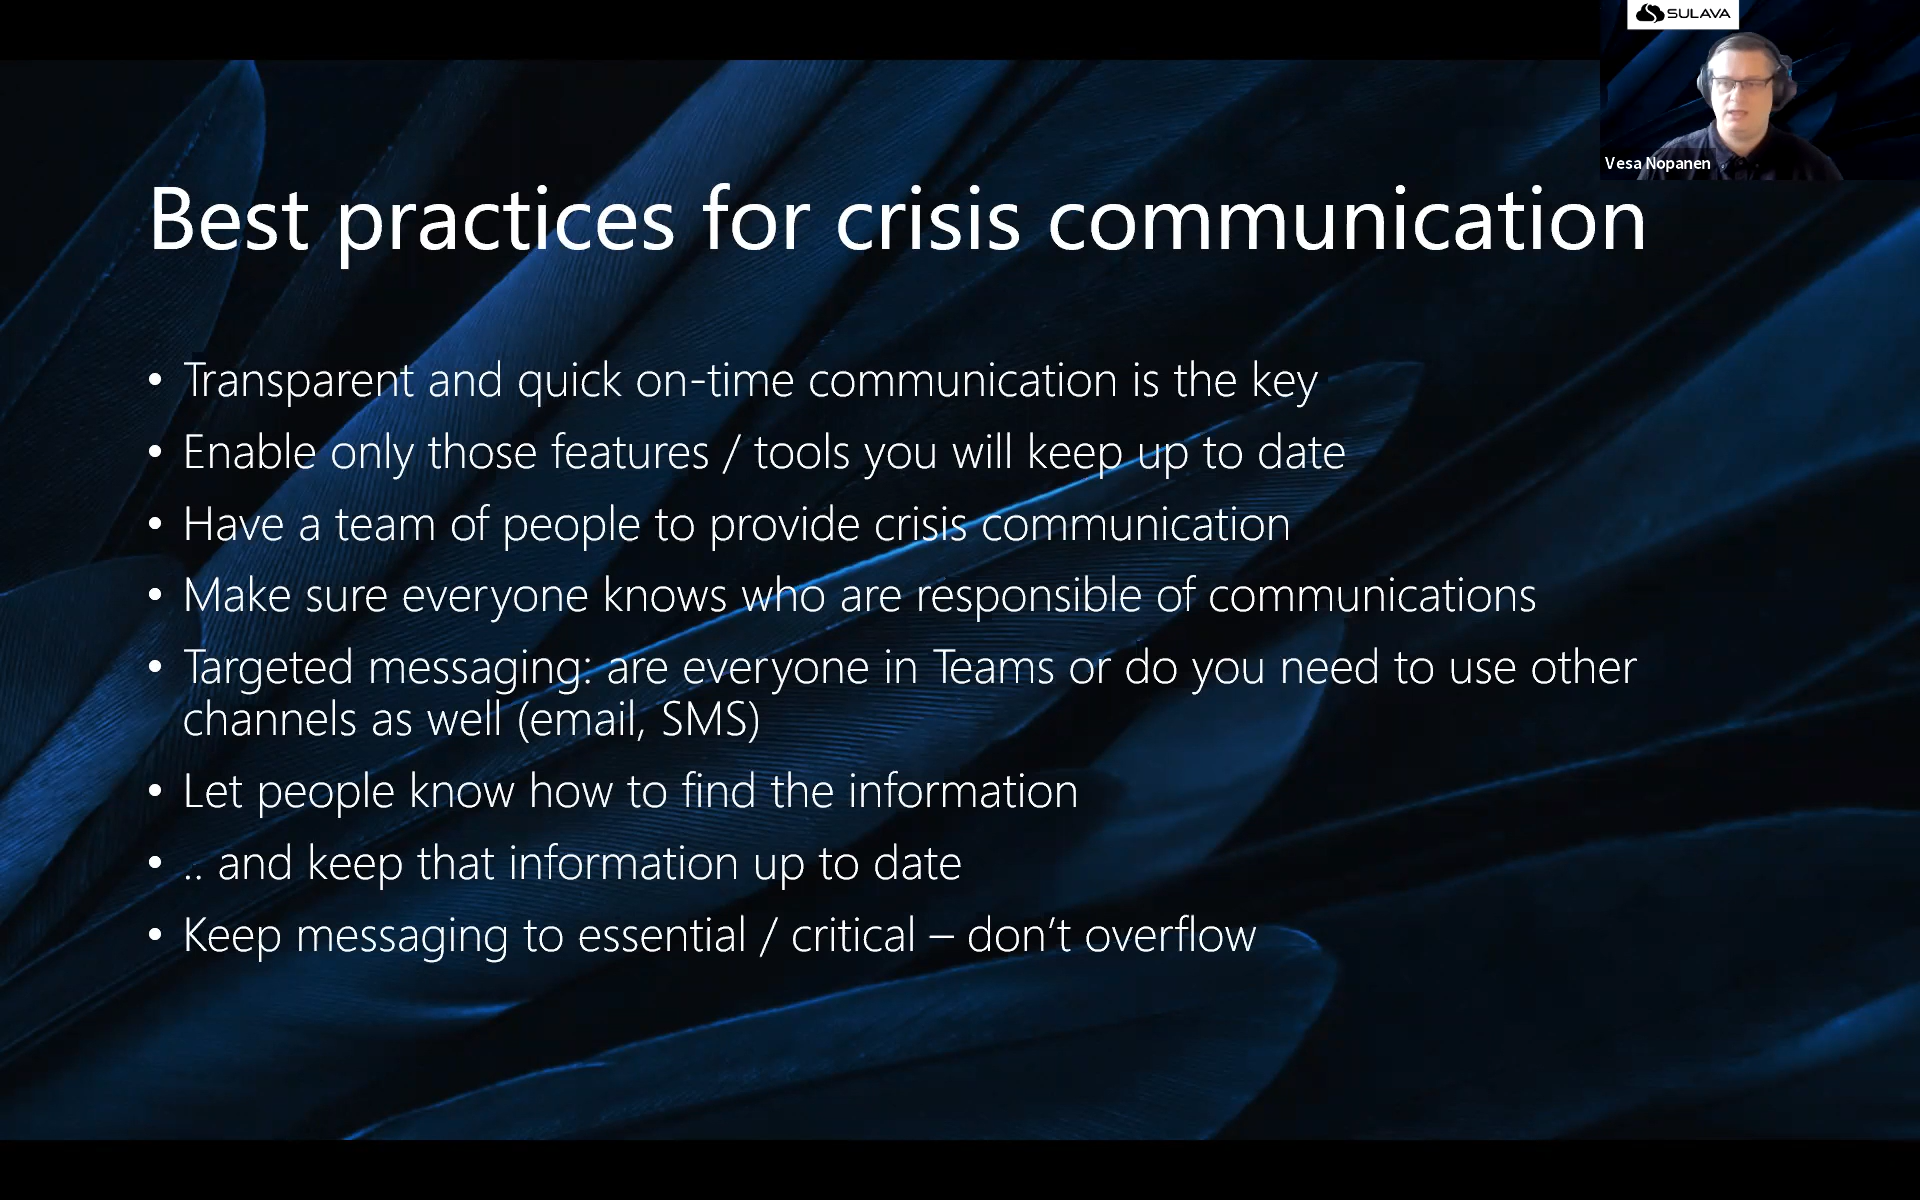 SULAVA
Vesa Nopanen
Best practices for crisis communication
• Transparent and quick on-time communication is the key
• Enable only those features / tools you will keep up to date
• Have a team of people to provide crisis communication
• Make sure everyone knows who are responsible of communications
• Targeted messaging: are everyone in Teams or do you need to use other
channels as well (email, SMS)
• Let people know how to find the information
• .. and keep that information up to date
• Keep messaging to essential / critical – don’t overflow